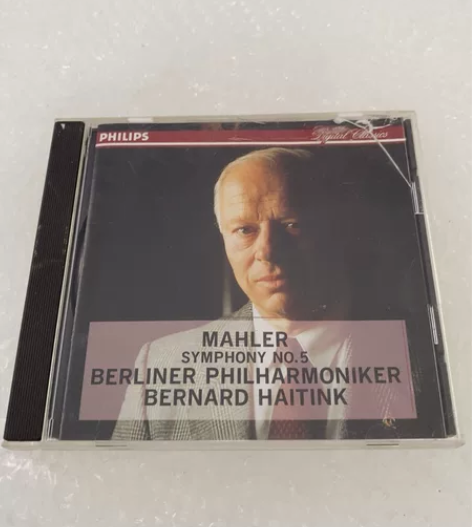 PHILIPS
Digital Classics
MAHLER
SYMPHONY NO.5
BERLINER PHILHARMONIKER
BERNARD HAITINK